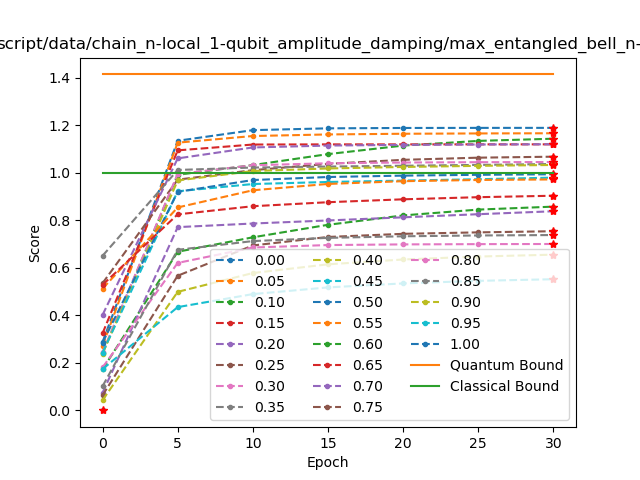 script/data/chain_n-local_1-qubit_amplitude_damping/max_entangled_bell_n-
1.4
1.2
1.0
0.8
0.6
0.4
0.2
0.0
Score
0 5 10 15 20 25 30
Epoch
0.00 0.40 0.80
0.05 0.45 0.85
0.10 0.50 0.90
0.15 0.55 0.95
0.20 0.60 1.00
0.25 0.65 Quantum Bound
0.30 0.70 Classical Bound
0.35 0.75